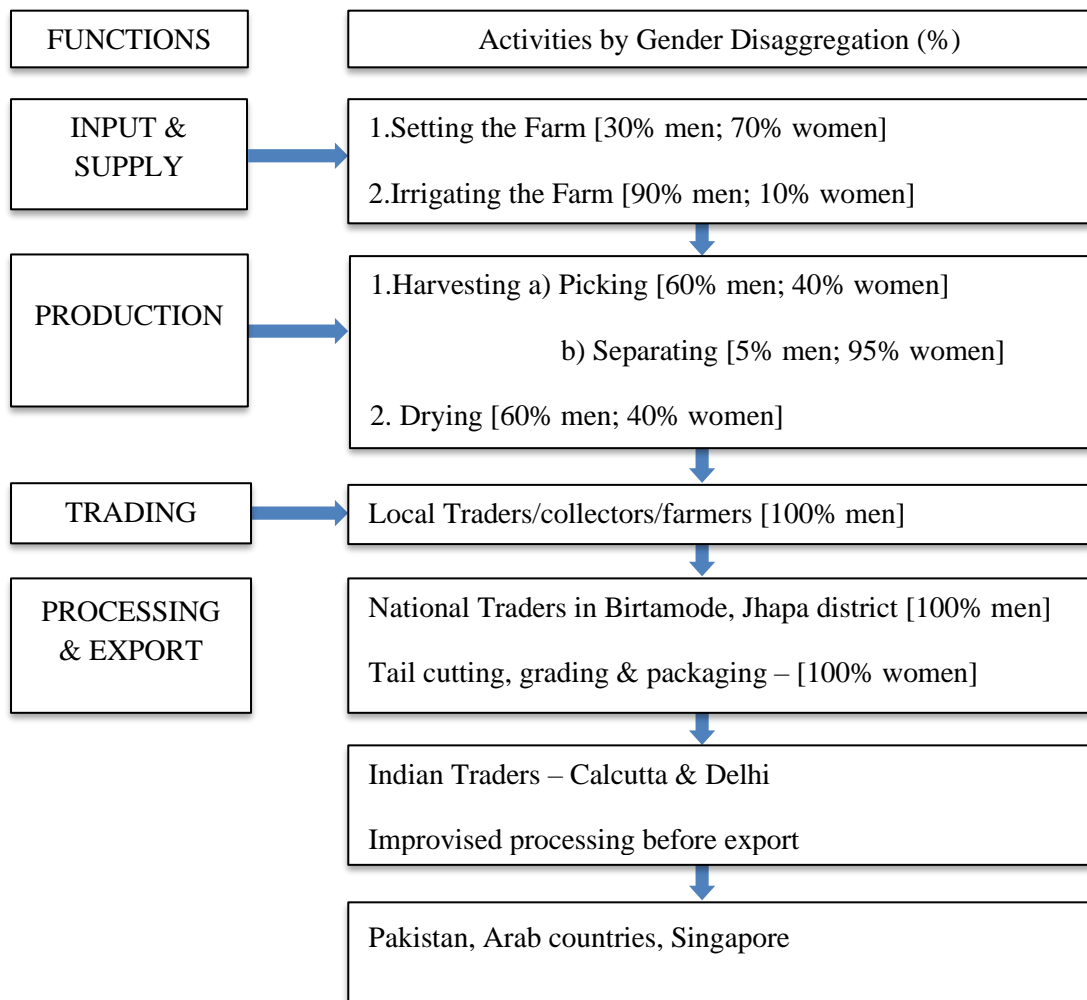 FUNCTIONS
Activities by Gender Disaggregation (%)
INPUT &
SUPPLY
1.Setting the Farm [30% men; 70% women]
2.Irrigating the Farm [90% men; 10% women]
PRODUCTION
1.Harvesting a) Picking [60% men; 40% women]
b) Separating [5% men; 95% women]
2. Drying [60% men; 40% women]
TRADING
Local Traders/collectors/farmers [100% men]
PROCESSING
& EXPORT
National Traders in Birtamode, Jhapa district [100% men]
Tail cutting, grading & packaging – [100% women]
Indian Traders – Calcutta & Delhi
Improvised processing before export
Pakistan, Arab countries, Singapore